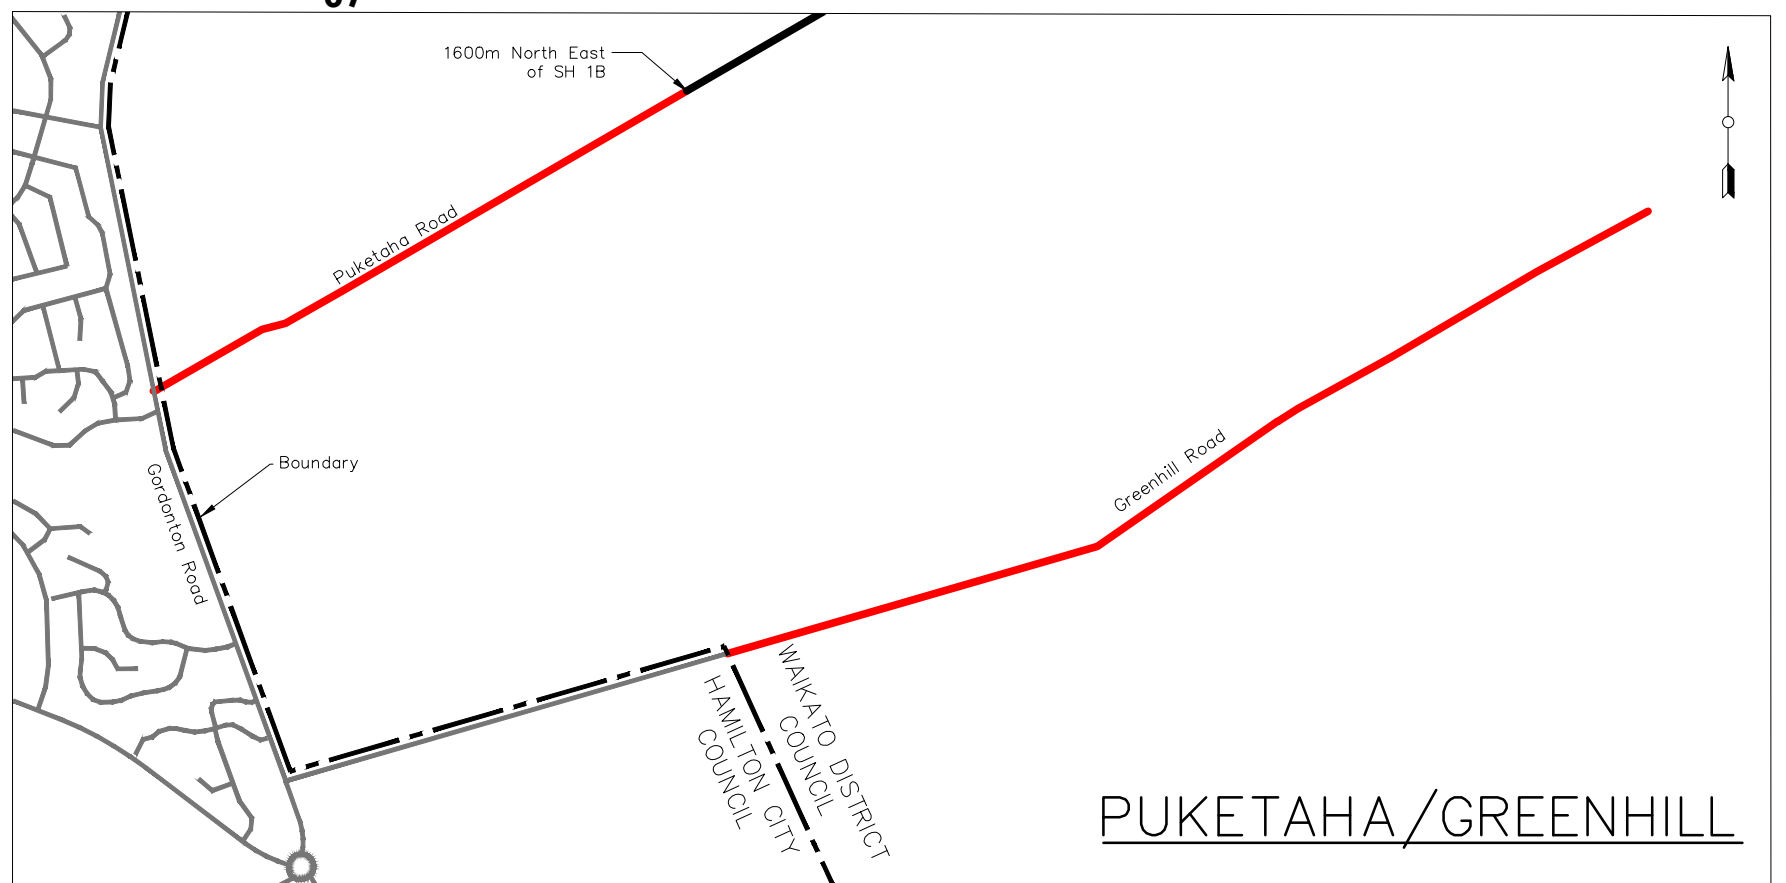 1600m North East
of SH 1B
Puketaha Road
Greenhill Road
Boundary
Gordonton Road
WAIKATO DISTRICT
COUNCIL
HAMILTON CITY
COUNCIL
PUKETAHA/GREENHILL